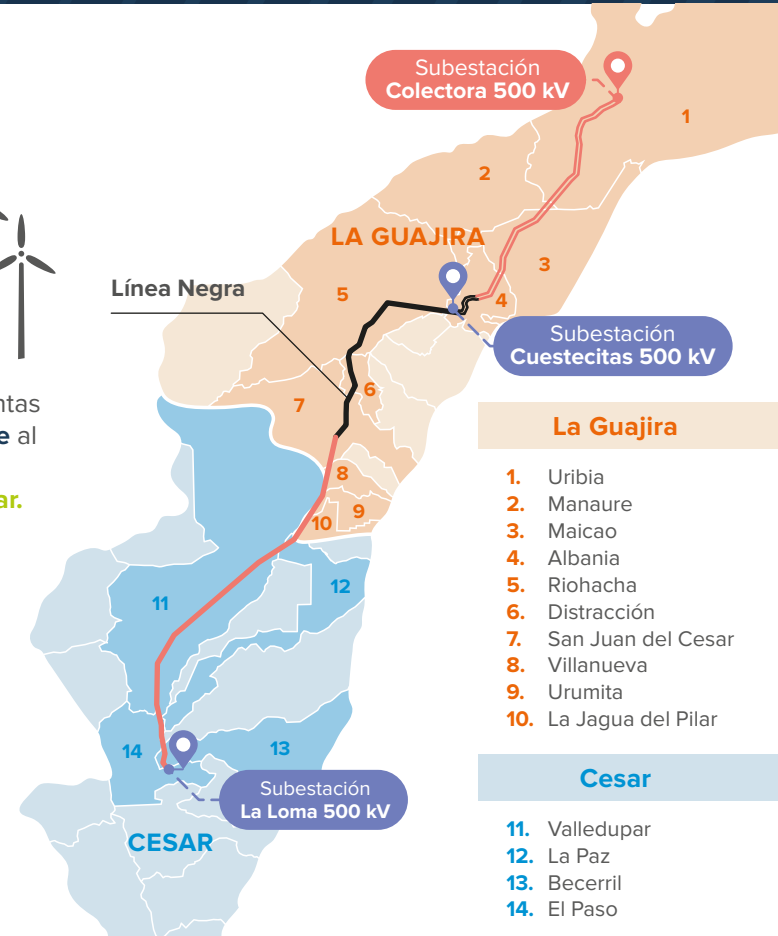 Subestación
Colectora 500 kV
1
2
LA GUAJIRA
3
Línea Negra
5
4
Subestación
Cuestecitas 500 kV
6
7
al
8
9
10
11
12
13
14
Subestación
La Loma 500 kV
CESAR
La Guajira
1. Uribia
2. Manaure
3. Maicao
4. Albania
5. Riohacha
6. Distracción
7. San Juan del Cesar
8. Villanueva
9. Urumita
10. La Jagua del Pilar
Cesar
11. Valledupar
12. La Paz
13. Becerril
14. El Paso